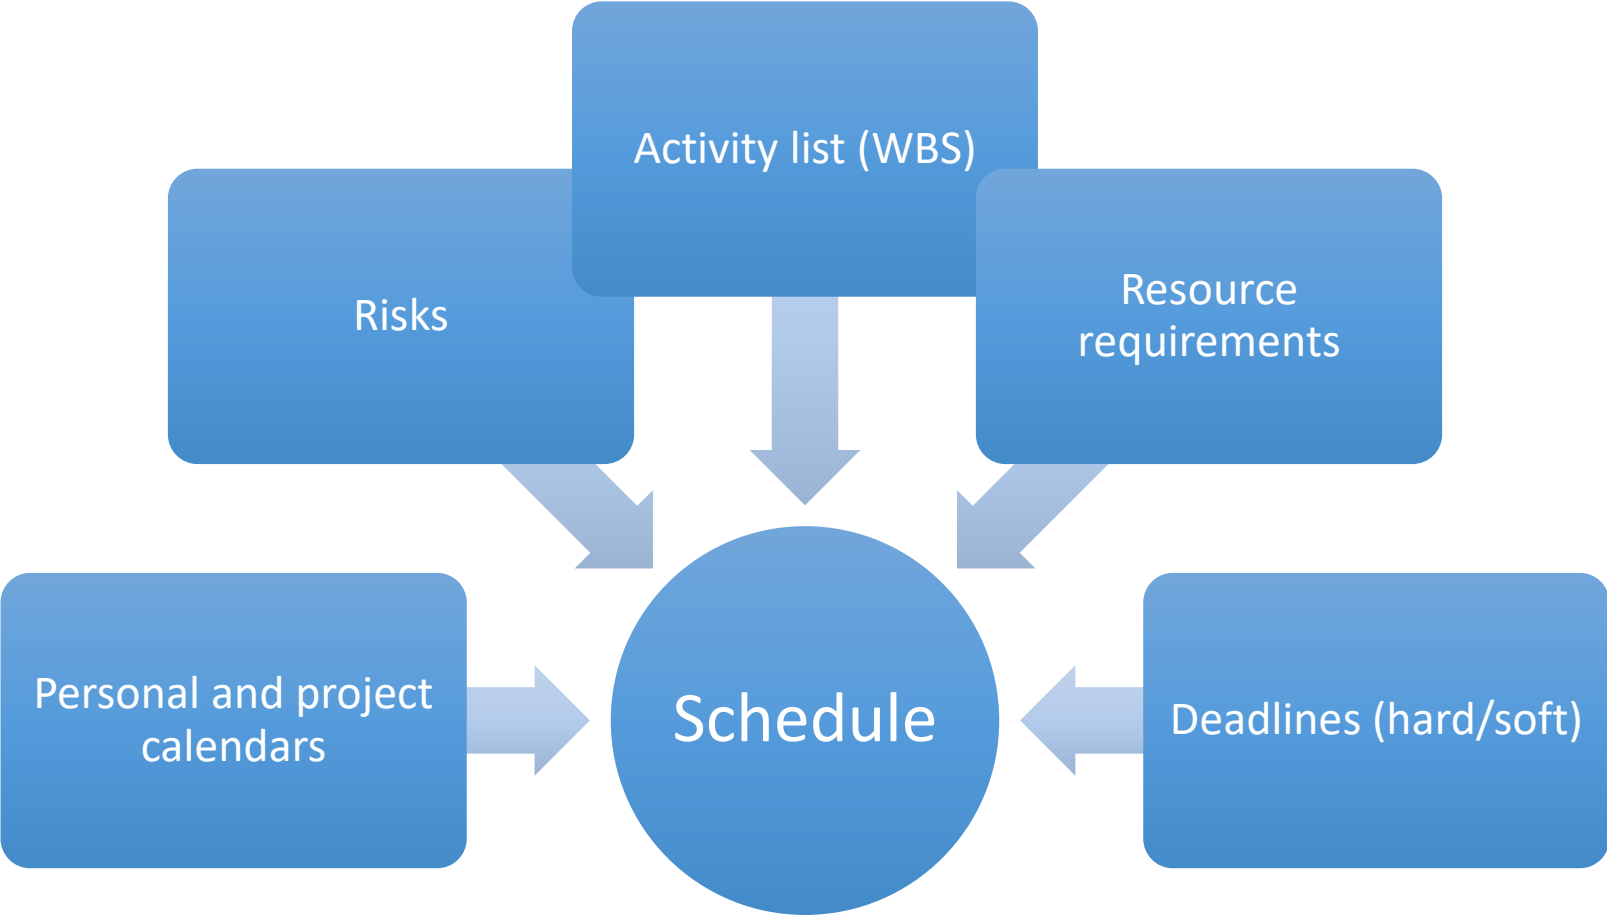 Activity list (WBS)
Risks
Resource
requirements
Personal and project
calendars
Schedule
Deadlines (hard/soft)